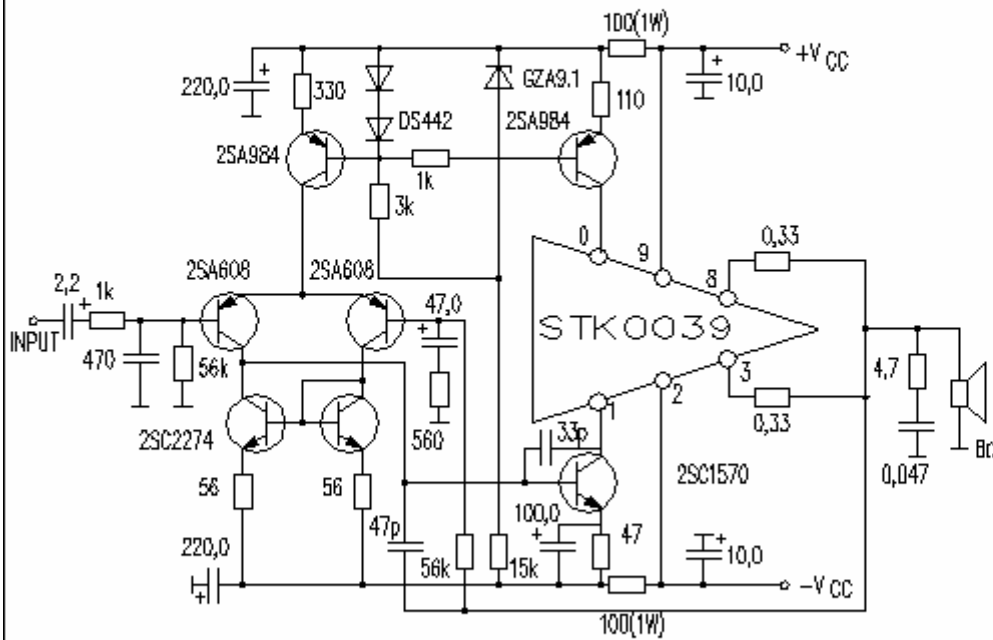 100(1W)
+V CC
220,0
+
330
GZA9.1
+
10,0
110
DS442
2SA984
2SA984
1k
3k
0
9
0,33
8
2SA608
2SA608
2,2
+
1k
47,0
+
STK0039
INPUT
470
56k
4,7
3
2
1
0,33
33p
2SC2274
560
8Ω
0,047
2SC1570
56
56
100,0
+
47
47p
220,0
+
56k
15k
+
10,0
-V CC
100(1W)